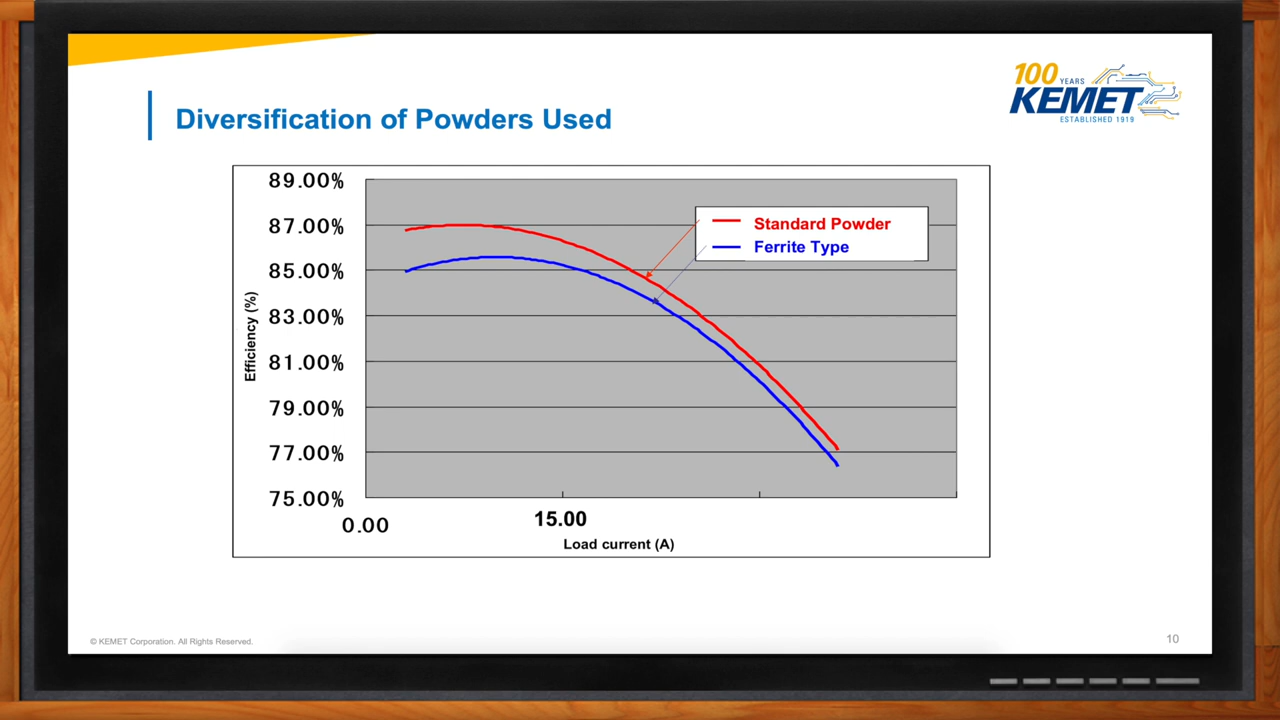 100 YEARS
KEMET
ESTABLISHED 1919
Diversification of Powders Used
89.00%
87.00%
85.00%
83.00%
81.00%
79.00%
77.00%
75.00%
Efficiency (%)
Standard Powder
Ferrite Type
0.00
15.00
Load current (A)
© KEMET Corporation. All Rights Reserved.
10